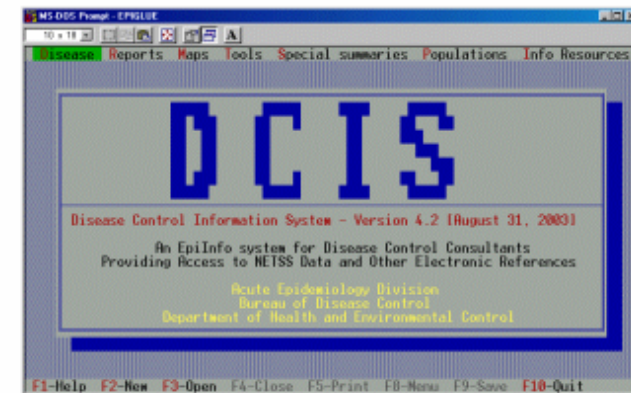 MS-DOS Prompt - EPIGLUE
10 x 18
A
Disease Reports Maps Tools Special summaries Populations Info Resources
DCIS
Disease Control Information System - Version 4.2 [August 31, 2003]
An EpiInfo system for Disease Control Consultants
Providing Access to NETSS Data and Other Electronic References
Acute Epidemiology Division
Bureau of Disease Control
Department of Health and Environmental Control
F1-Help F2-New F3-Open F4-Close F5-Print F8-Menu F9-Save F10-Quit